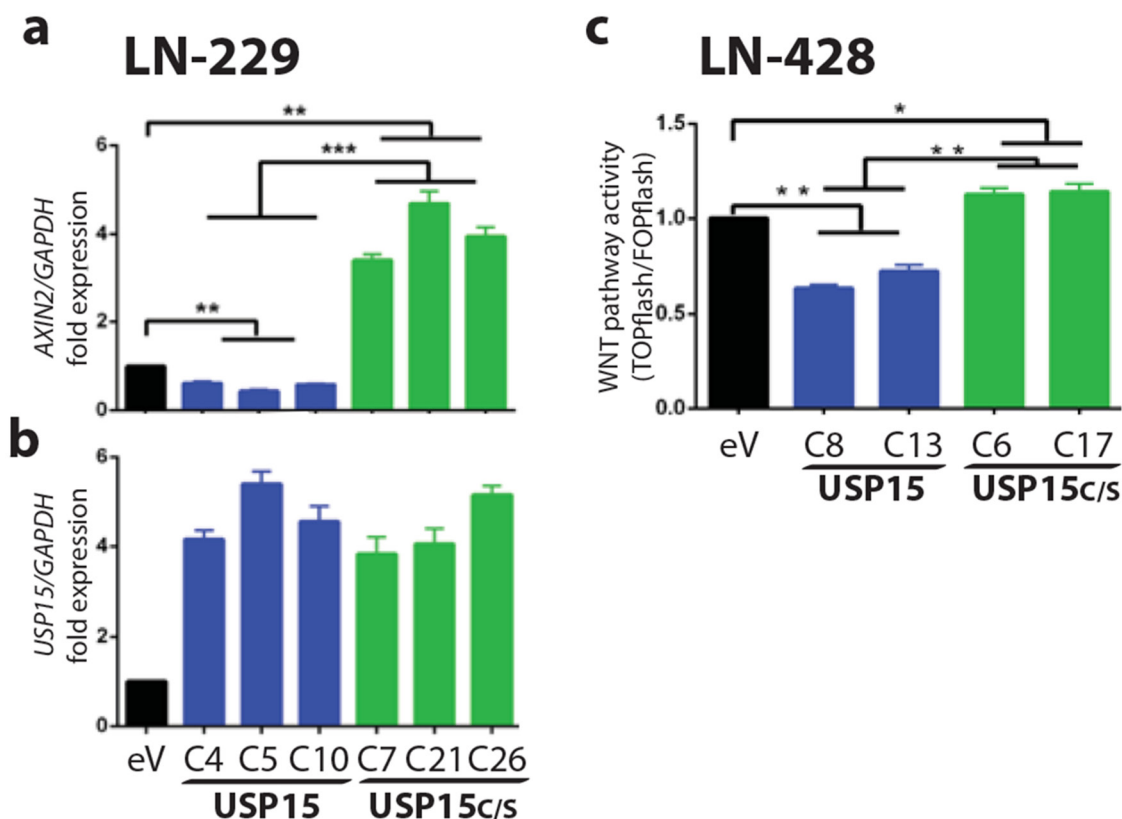 a
LN-229
**
***
**
6
4
2
0
AXIN2/GAPDH
fold expression
b
6
4
2
0
USP15/GAPDH
fold expression
eV C4 C5 C10 C7 C21 C26
USP15 USP15c/s
c
LN-428
*
* *
* *
1.5
1.0
0.5
0.0
WNT pathway activity
(TOPflash/FOPflash)
eV C8 C13 C6 C17
USP15 USP15c/s